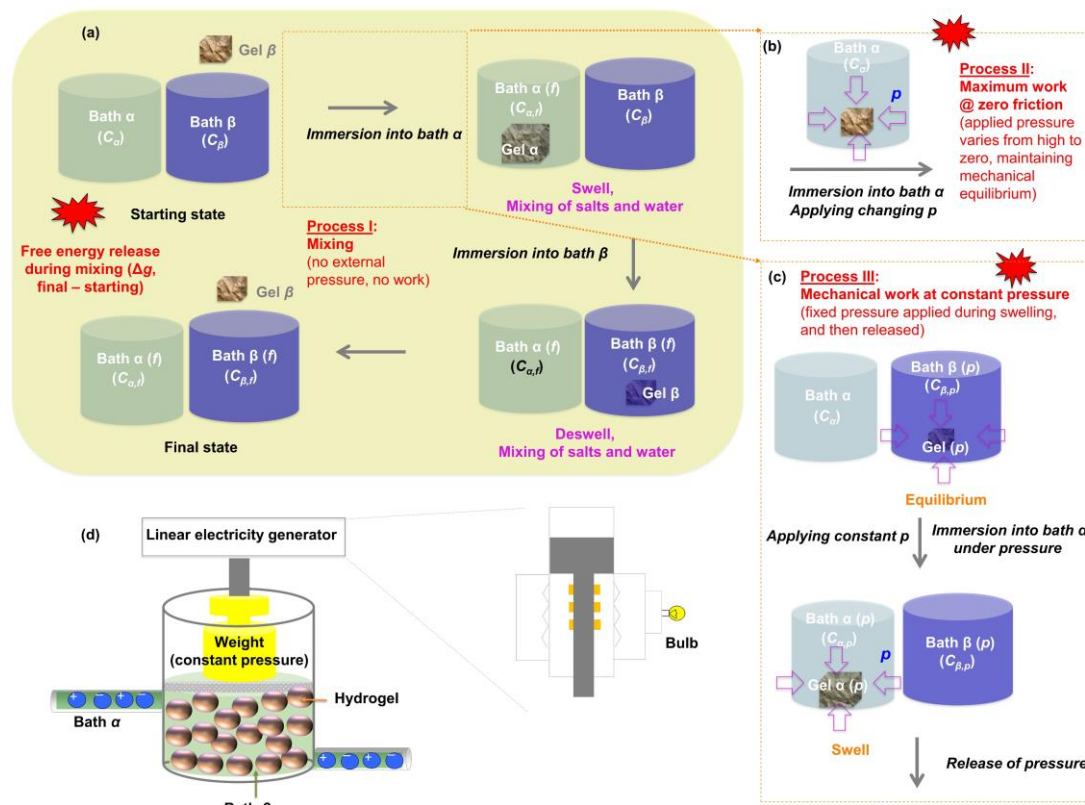 (a)
Gel β
Bath α
(Cα)
Bath β
(Cβ)
Immersion into bath α
Bath α (f)
(Cα,f)
Gel α
Bath β
(Cβ)
Starting state
Swell,
Mixing of salts and water
Free energy release
during mixing (Δg,
final – starting)
Process I:
Mixing
(no external
pressure, no work)
Immersion into bath β
Gel β
Bath α (f)
(Cα,f)
Bath β (f)
(Cβ,f)
Bath α (f)
(Cα,f)
Bath β (f)
(Cβ,f)
Gel β
Final state
Deswell,
Mixing of salts and water
(b)
Bath α
(Cα)
p
Process II:
Maximum work
@ zero friction
(applied pressure
varies from high to
zero, maintaining
mechanical
equilibrium)
Immersion into bath α
Applying changing p
(c)
Process III:
Mechanical work at constant pressure
(fixed pressure applied during swelling,
and then released)
Bath α
(Cα)
Bath β (p)
(Cβ,p)
Gel (p)
Equilibrium
Applying constant p
Immersion into bath α
under pressure
Bath α (p)
(Cα,p)
p
Gel α (p)
Bath β (p)
(Cβ,p)
Swell
Release of pressure
(d)
Linear electricity generator
Weight
(constant pressure)
Hydrogel
Bath α
Bulb
+ − + −
+ − + −